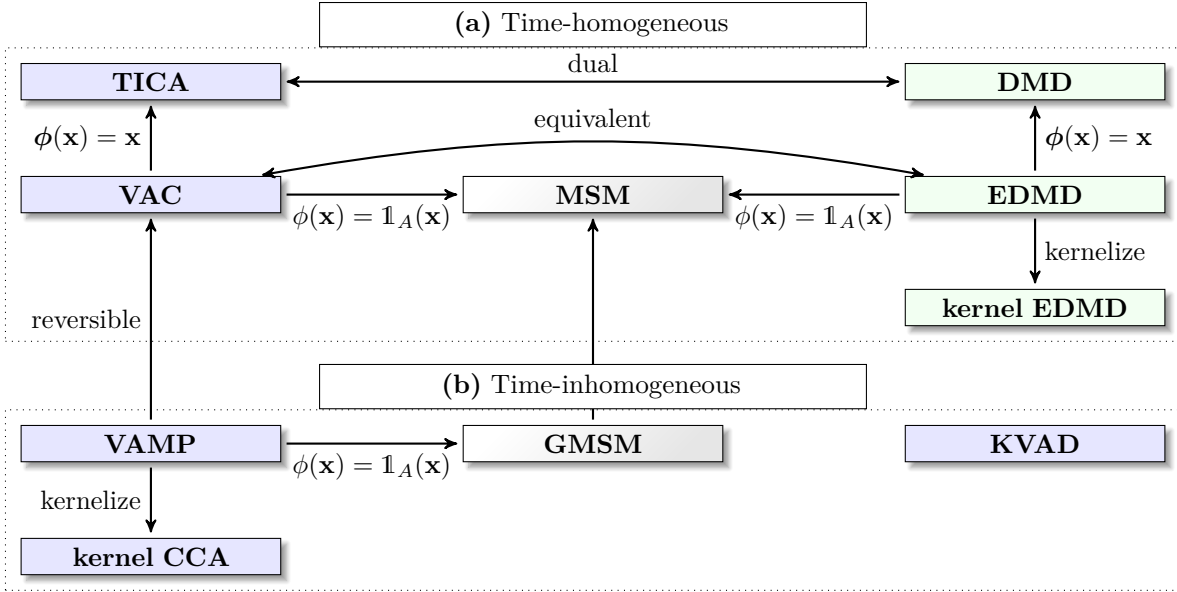 (a) Time-homogeneous
TICA
dual
DMD
ϕ(x) = x
equivalent
ϕ(x) = x
VAC
ϕ(x) = 𝟙_A(x)
MSM
ϕ(x) = 𝟙_A(x)
EDMD
kernelize
kernel EDMD
reversible
(b) Time-inhomogeneous
VAMP
ϕ(x) = 𝟙_A(x)
GMSM
KVAD
kernelize
kernel CCA